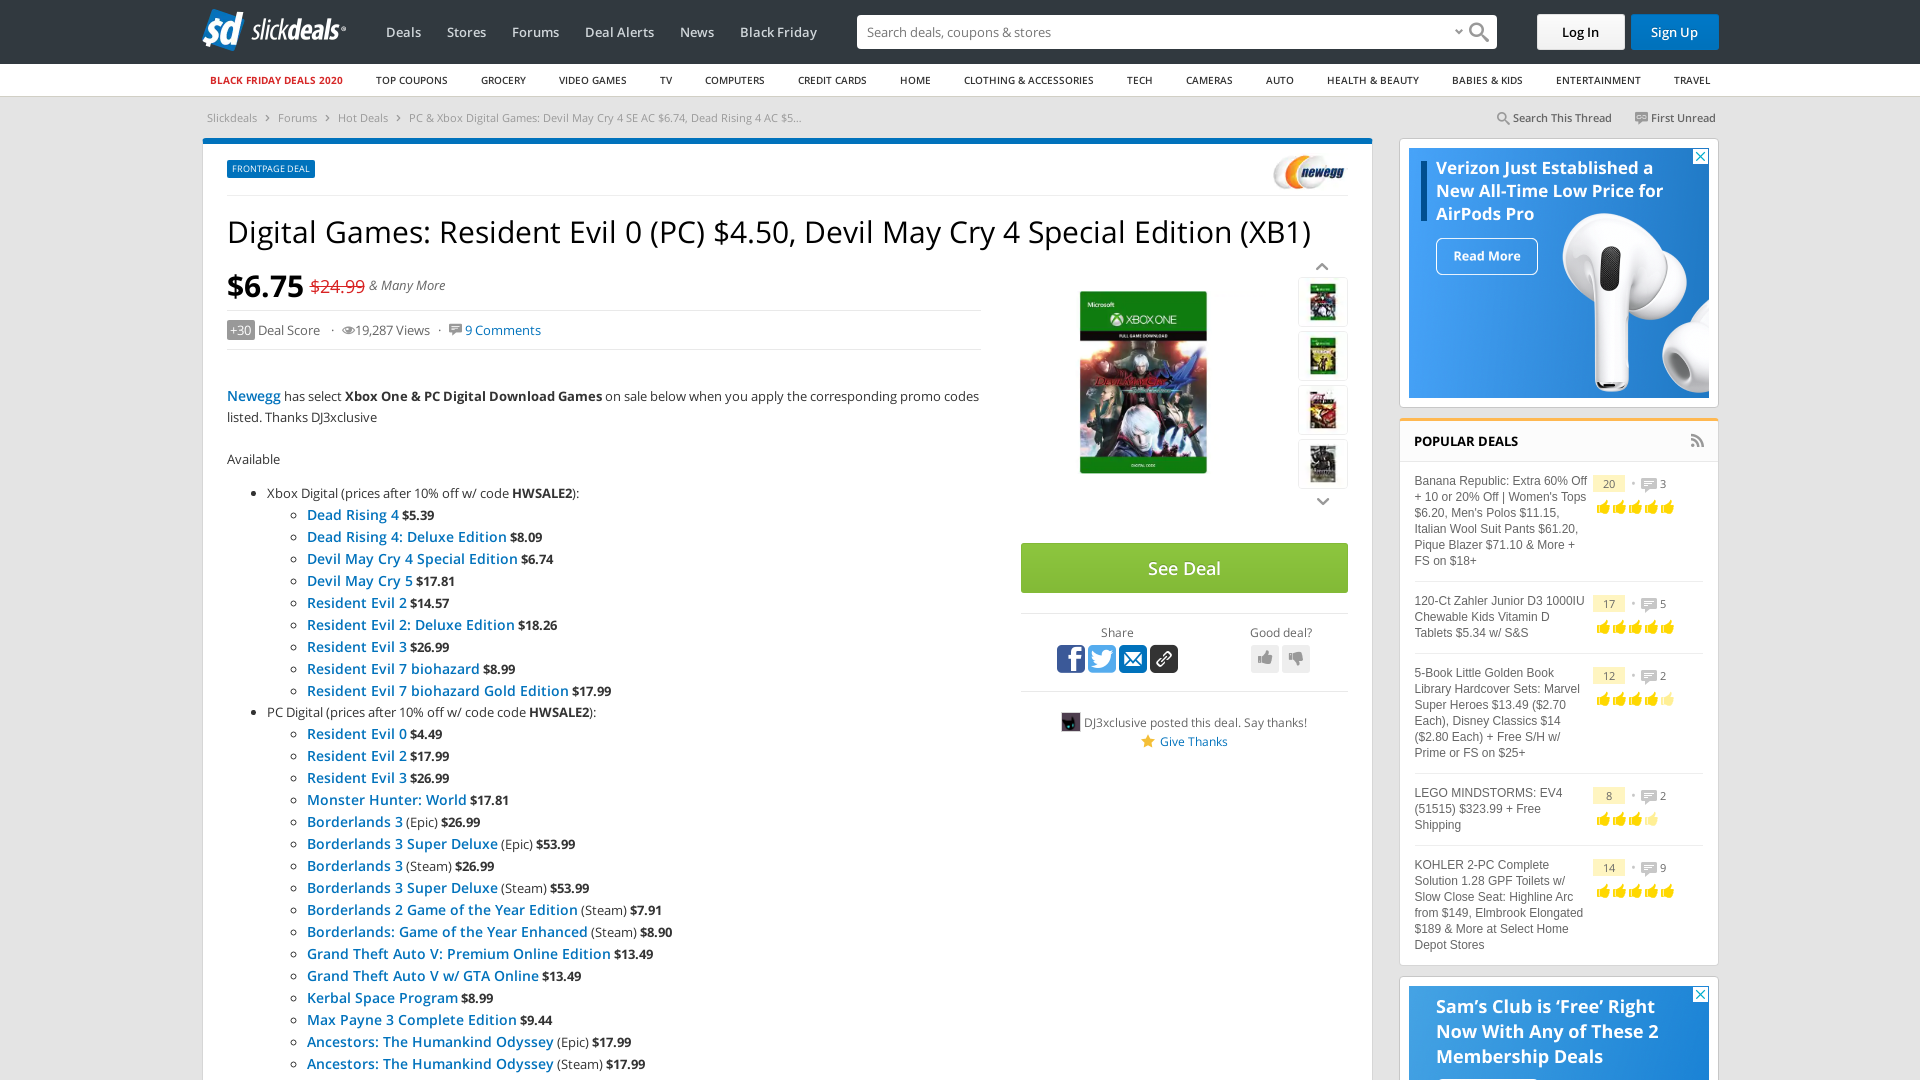 slickdeals
Deals
Stores
Forums
Deal Alerts
News
Black Friday
Search deals, coupons & shops
Log In
Sign Up
BLACK FRIDAY DEALS 2020
TOP COUPONS
GROCERY
VIDEO GAMES
TV
COMPUTERS
CREDIT CARDS
HOME
CLOTHING & ACCESSORIES
TECH
CAMERAS
AUTO
HEALTH & BEAUTY
BABIES & KIDS
ENTERTAINMENT
TRAVEL
Slickdeals › Forums › Hot Deals › PC & Xbox Digital Games: Devil May Cry 4 SE AC $6.74, Dead Rising 4 AC $5...
Search This Thread
First Unread
FRONTPAGE DEAL
newegg
Digital Games: Resident Evil 0 (PC) $4.50, Devil May Cry 4 Special Edition (XB1)
$6.75 $24.99 & Many More
+30 Deal Score · 19,287 Views · 9 Comments
Newegg has select Xbox One & PC Digital Download Games on sale below when you apply the corresponding promo codes
listed. Thanks DJ3xclusive
Available
• Xbox Digital (prices after 10% off w/ code HWSALE2):
Dead Rising 4 $5.39
Dead Rising 4: Deluxe Edition $8.09
Devil May Cry 4 Special Edition $6.74
Devil May Cry 5 $17.81
Resident Evil 2 $14.57
Resident Evil 2: Deluxe Edition $18.26
Resident Evil 3 $26.99
Resident Evil 7 biohazard $8.99
Resident Evil 7 biohazard Gold Edition $17.99
• PC Digital (prices after 10% off w/ code code HWSALE2):
Resident Evil 0 $4.49
Resident Evil 2 $17.99
Resident Evil 3 $26.99
Monster Hunter: World $17.81
Borderlands 3 (Epic) $26.99
Borderlands 3 Super Deluxe (Epic) $53.99
Borderlands 3 (Steam) $26.99
Borderlands 3 Super Deluxe (Steam) $53.99
Borderlands 2 Game of the Year Edition (Steam) $7.91
Borderlands: Game of the Year Enhanced (Steam) $8.90
Grand Theft Auto V: Premium Online Edition $13.49
Grand Theft Auto V w/ GTA Online $13.49
Kerbal Space Program $8.99
Max Payne 3 Complete Edition $9.44
Ancestors: The Humankind Odyssey (Epic) $17.99
Ancestors: The Humankind Odyssey (Steam) $17.99
Microsoft
XBOX ONE
FULL GAME DOWNLOAD
See Deal
Share
Good deal?
DJ3xclusive posted this deal. Say thanks!
Give Thanks
Verizon Just Established a
New All-Time Low Price for
AirPods Pro
Read More
POPULAR DEALS
Banana Republic: Extra 60% Off
+ 10 or 20% Off | Women's Tops
$6.20, Men's Polos $11.15,
Italian Wool Suit Pants $61.20,
Pique Blazer $71.10 & More +
FS on $18+
20 • 3
120-Ct Zahler Junior D3 1000IU
Chewable Kids Vitamin D
Tablets $5.34 w/ S&S
17 • 5
5-Book Little Golden Book
Library Hardcover Sets: Marvel
Super Heroes $13.49 ($2.70
Each), Disney Classics $14
($2.80 Each) + Free S/H w/
Prime or FS on $25+
12 • 2
LEGO MINDSTORMS: EV4
(51515) $323.99 + Free
Shipping
8 • 2
KOHLER 2-PC Complete
Solution 1.28 GPF Toilets w/
Slow Close Seat: Highline Arc
from $149, Elmbrook Elongated
$189 & More at Select Home
Depot Stores
14 • 9
Sam's Club is ‘Free’ Right
Now With Any of These 2
Membership Deals